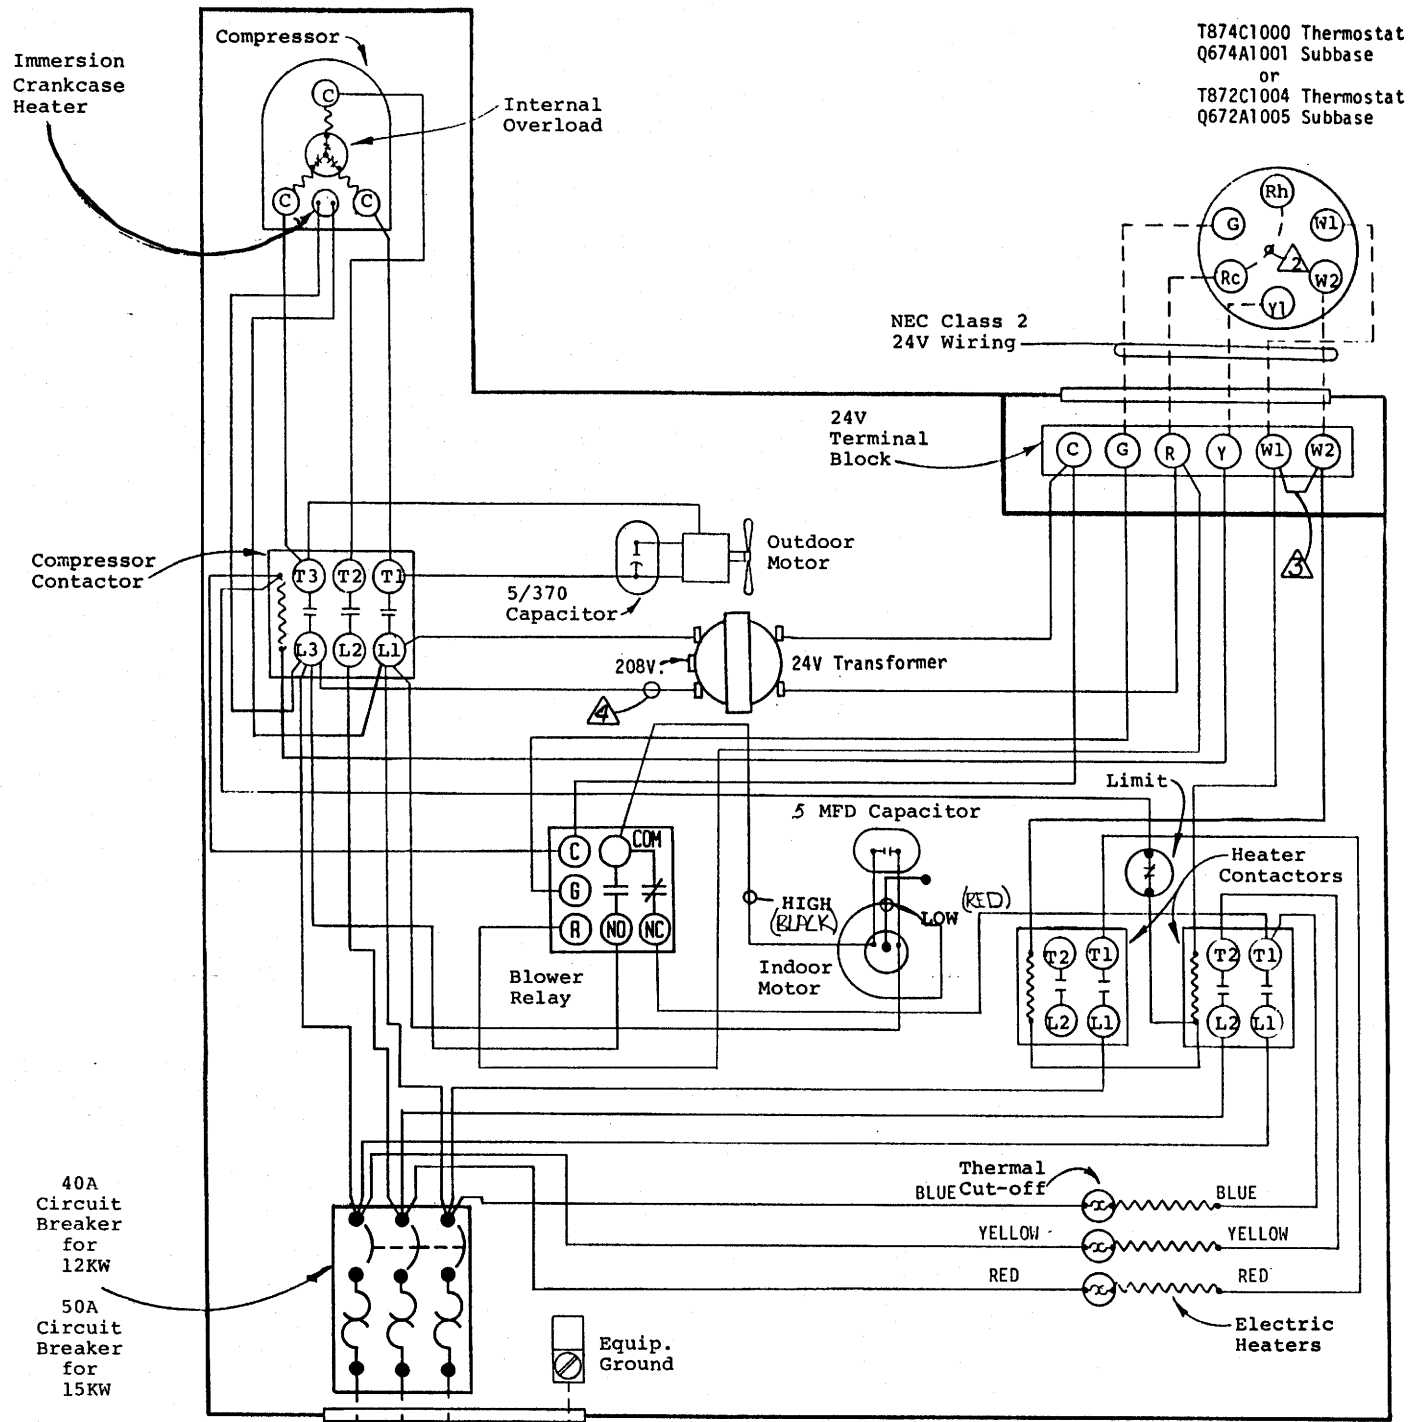 Compressor
T874C1000 Thermostat
Q674A1001 Subbase
or
T872C1004 Thermostat
Q672A1005 Subbase
Immersion
Crankcase
Heater
C
Internal
Overload
C
C
Rh
G
W1
2
Rc
W2
Y1
NEC Class 2
24V Wiring
24V
Terminal
Block
C G R Y W1 W2
3
Compressor
Contactor
T3 T2 T1
L3 L2 L1
Outdoor
Motor
5/370
Capacitor
208V.
24V Transformer
4
Limit
5 MFD Capacitor
COM
C
G
R NO NC
Blower
Relay
HIGH
(BLACK)
LOW
(RED)
Indoor
Motor
Heater
Contactors
T2 T1
L2 L1
T2 T1
L2 L1
40A
Circuit
Breaker
for
12KW
50A
Circuit
Breaker
for
15KW
Thermal
Cut-off
BLUE
BLUE
YELLOW
YELLOW
RED
RED
Electric
Heaters
Equip.
Ground